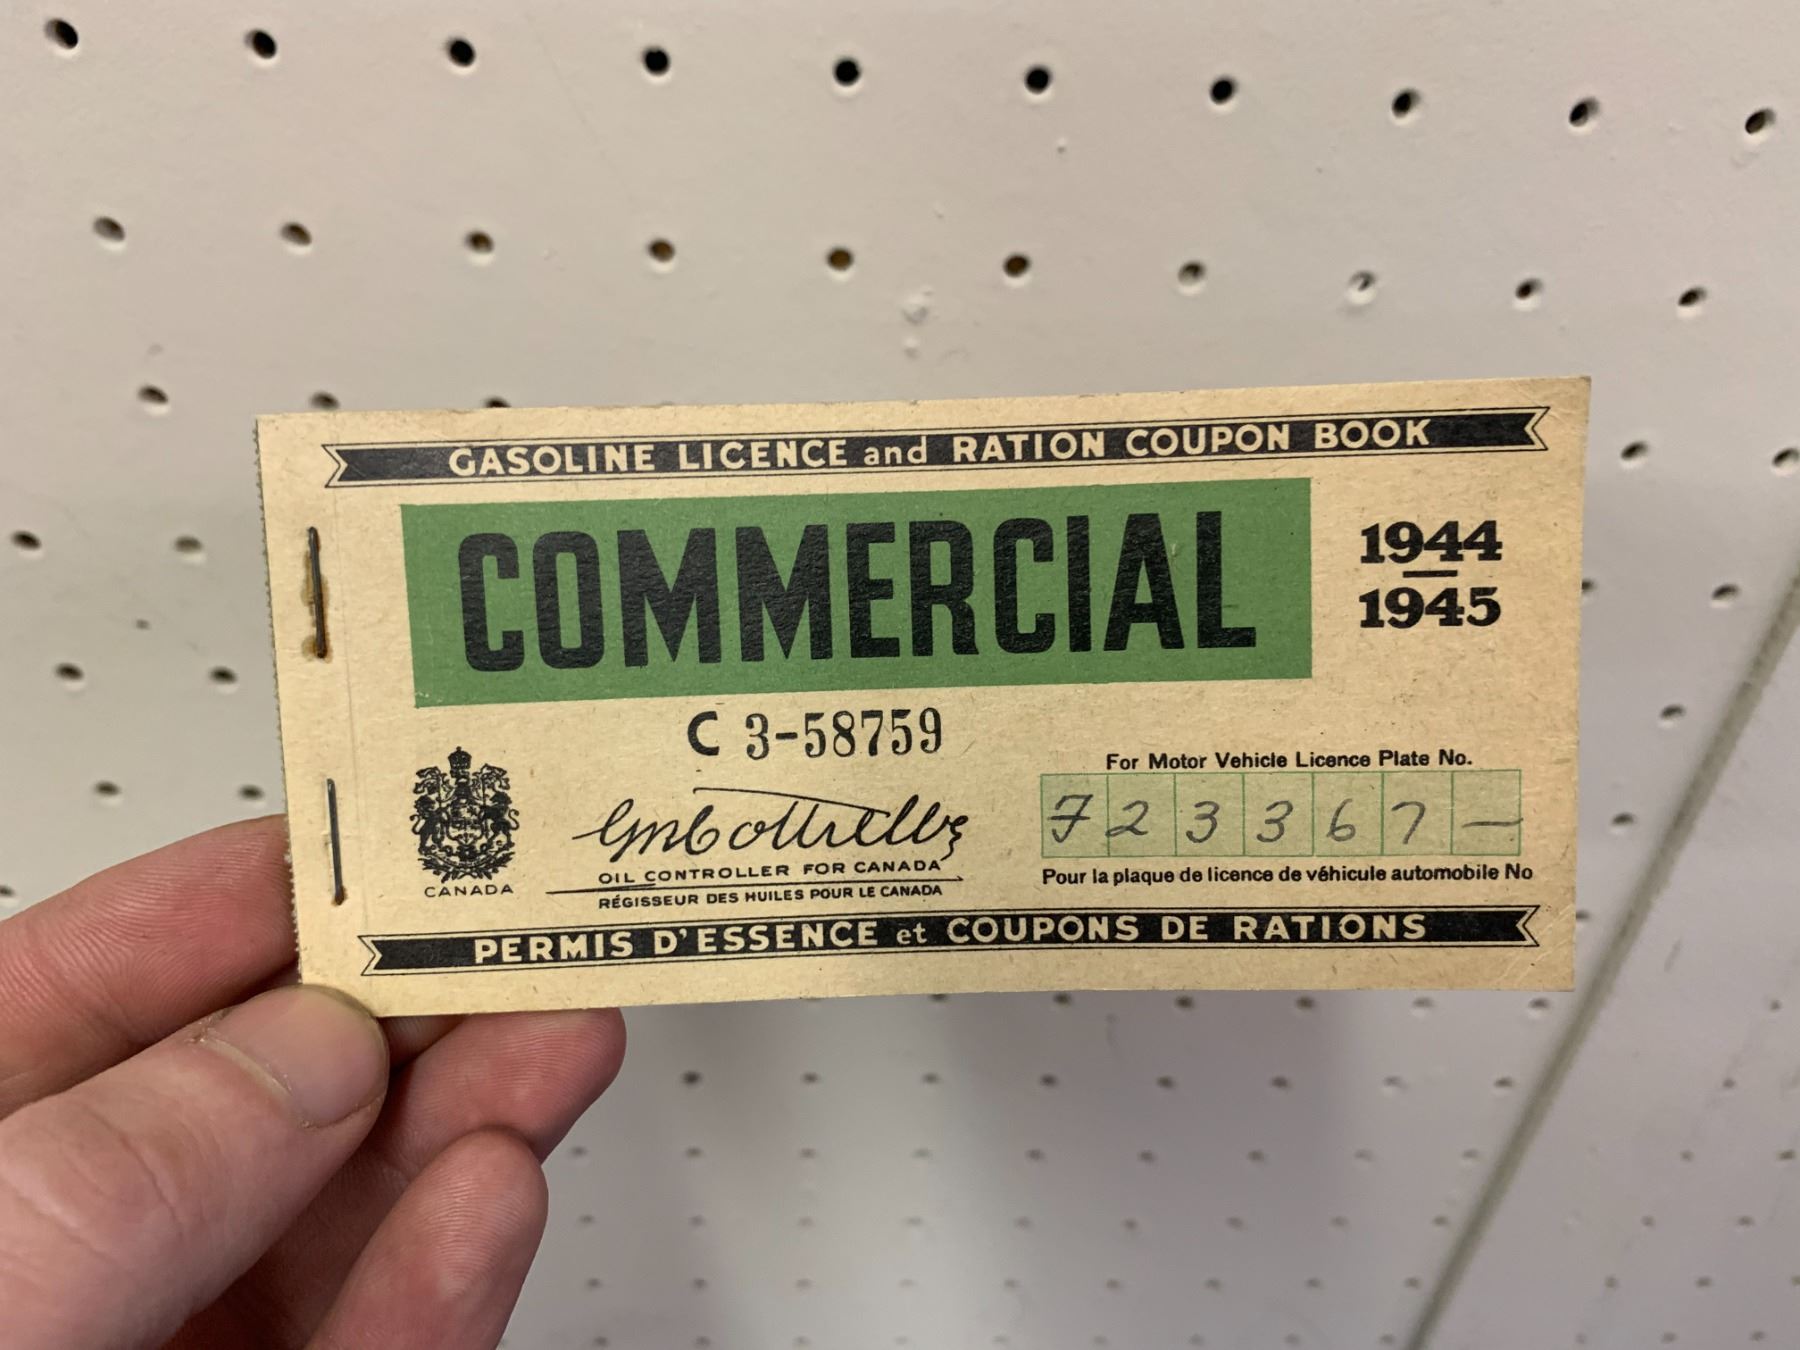 GASOLINE LICENCE and RATION COUPON BOOK
COMMERCIAL
1944
1945
C 3-58759
For Motor Vehicle Licence Plate No.
723367—
Pour la plaque de licence de véhicule automobile No
CANADA
GMCottrelle
OIL CONTROLLER FOR CANADA
RÉGISSEUR DES HUILES POUR LE CANADA
PERMIS D'ESSENCE et COUPONS DE RATIONS